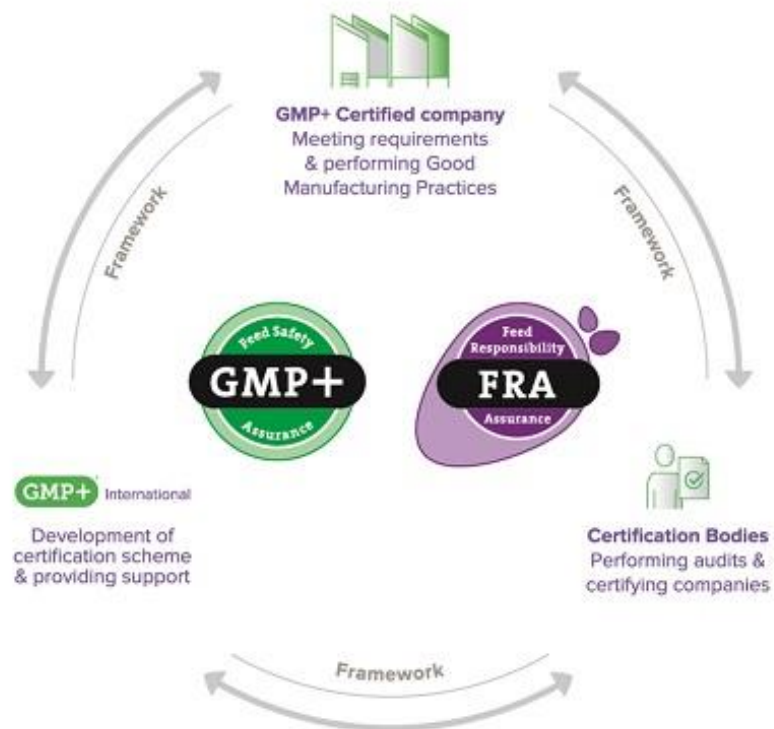 GMP+ Certified company
Meeting requirements
& performing Good
Manufacturing Practices
Framework
Framework
Feed Safety
GMP+
Assurance
Feed
Responsibility
FRA
Assurance
GMP+ International
Development of
certification scheme
& providing support
Certification Bodies
Performing audits &
certifying companies
Framework